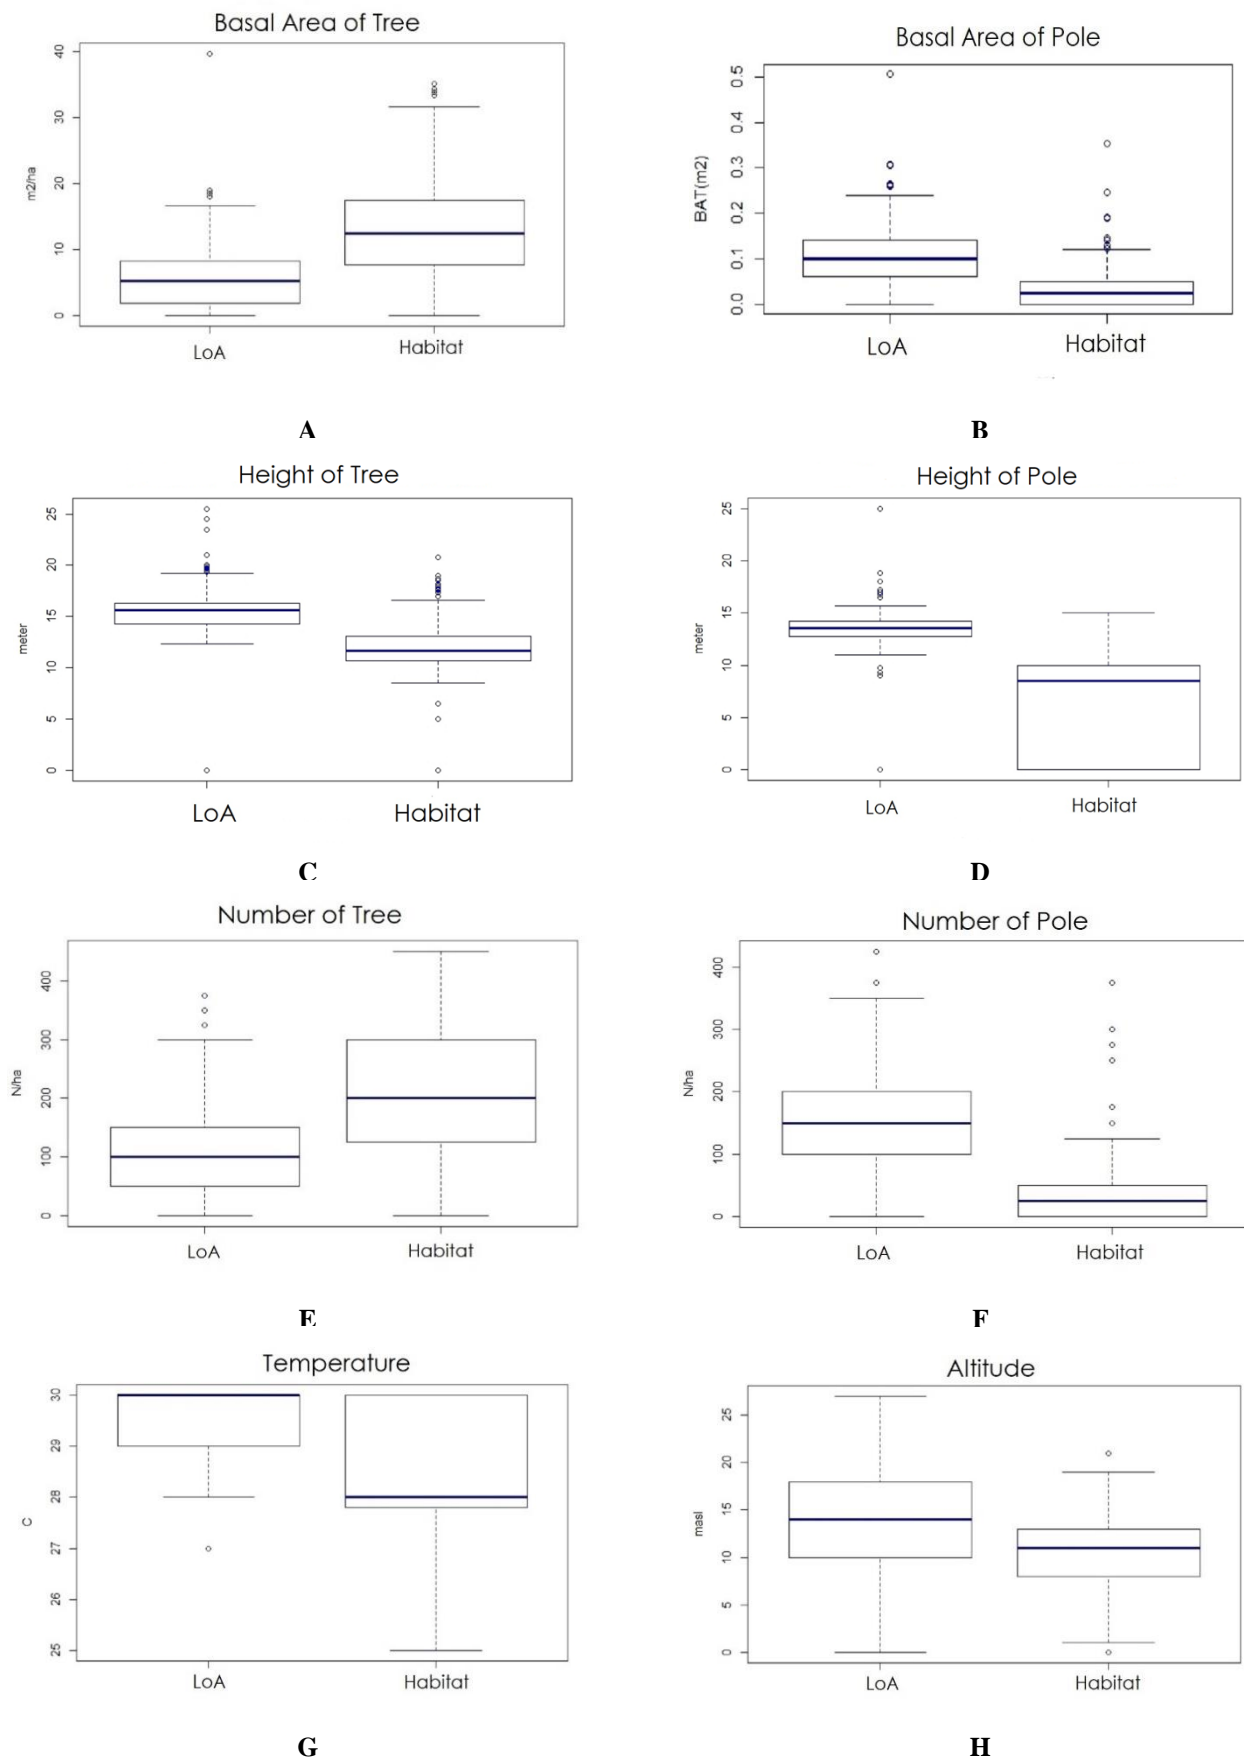 Basal Area of Tree
m2/ha
0
10
20
30
40
LoA
Habitat
A
Basal Area of Pole
BAT(m2)
0.0
0.1
0.2
0.3
0.4
0.5
LoA
Habitat
B
Height of Tree
meter
0
5
10
15
20
25
LoA
Habitat
C
Height of Pole
meter
0
5
10
15
20
25
LoA
Habitat
D
Number of Tree
N/ha
0
100
200
300
400
LoA
Habitat
E
Number of Pole
N/ha
0
100
200
300
400
LoA
Habitat
F
Temperature
C
25
26
27
28
29
30
LoA
Habitat
G
Altitude
masl
0
5
10
15
20
25
LoA
Habitat
H